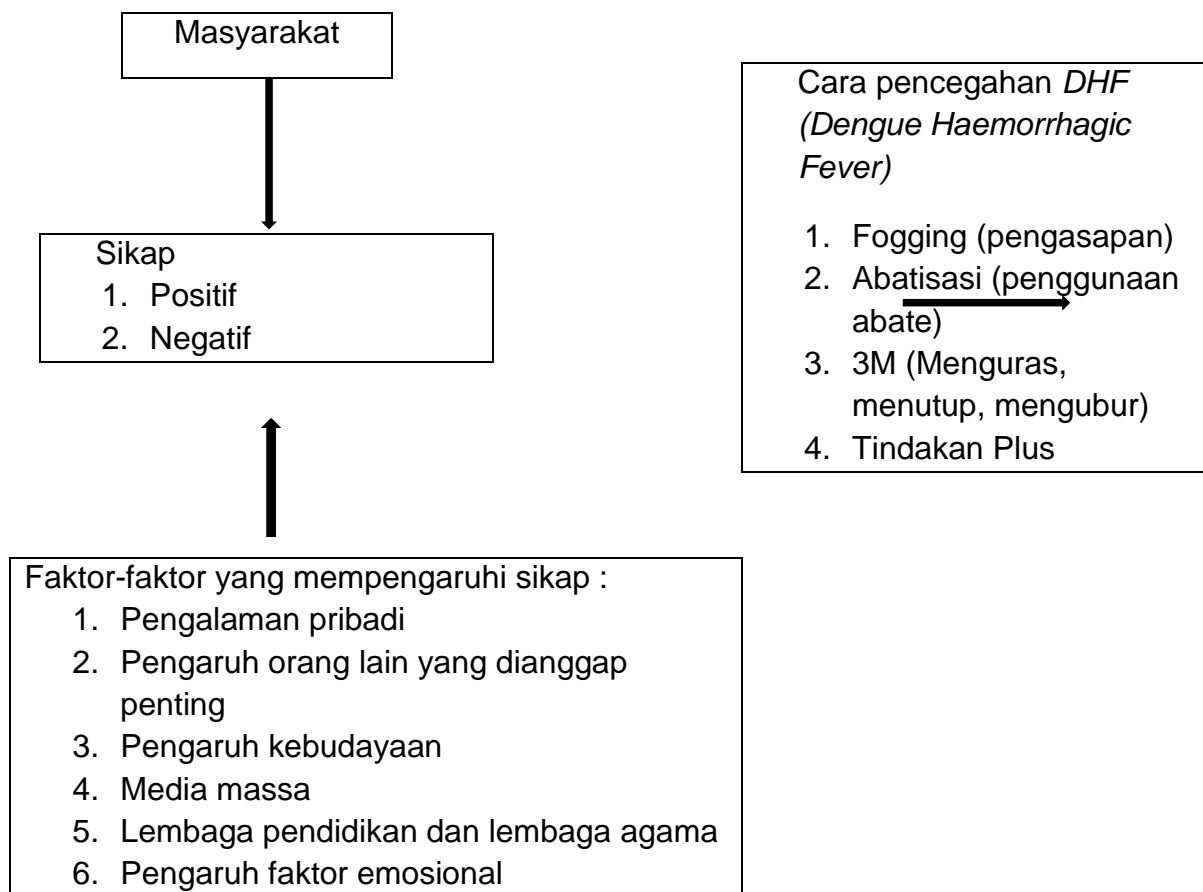 Masyarakat
Sikap
1. Positif
2. Negatif
Cara pencegahan DHF
(Dengue Haemorrhagic
Fever)
1. Fogging (pengasapan)
2. Abatisasi (penggunaan
abate)
3. 3M (Menguras,
menutup, mengubur)
4. Tindakan Plus
Faktor-faktor yang mempengaruhi sikap :
1. Pengalaman pribadi
2. Pengaruh orang lain yang dianggap
penting
3. Pengaruh kebudayaan
4. Media massa
5. Lembaga pendidikan dan lembaga agama
6. Pengaruh faktor emosional